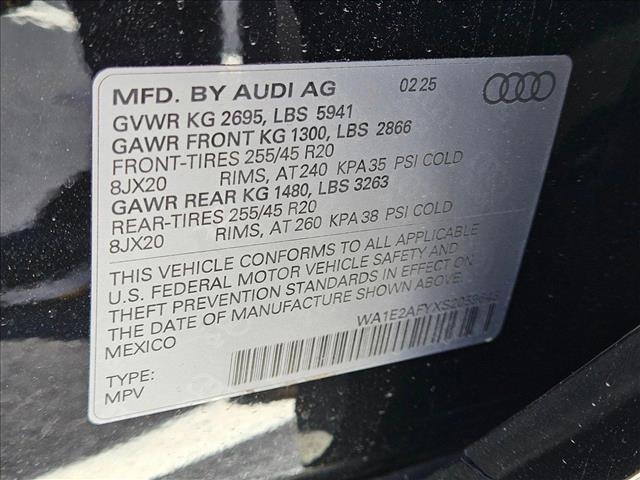 MFD. BY AUDI AG 02 25
GVWR KG 2695, LBS 5941
GAWR FRONT KG 1300, LBS 2866
FRONT-TIRES 255/45 R20
8JX20 RIMS, AT 240 KPA 35 PSI COLD
GAWR REAR KG 1480, LBS 3263
REAR-TIRES 255/45 R20
8JX20 RIMS, AT 260 KPA 38 PSI COLD
THIS VEHICLE CONFORMS TO ALL APPLICABLE
U.S. FEDERAL MOTOR VEHICLE SAFETY AND
THEFT PREVENTION STANDARDS IN EFFECT ON
THE DATE OF MANUFACTURE SHOWN ABOVE.
MEXICO
TYPE:
MPV